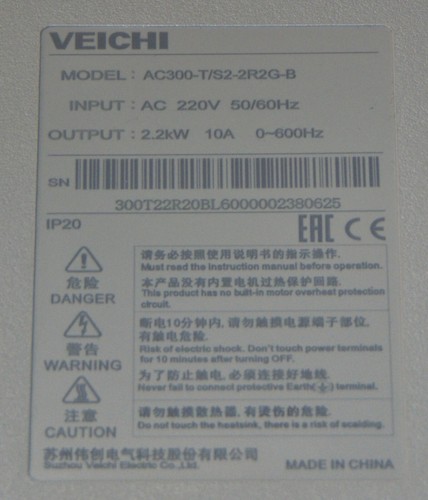 VEICHI
MODEL: AC300-T/S2-2R2G-B
INPUT: AC 220V 50/60Hz
OUTPUT: 2.2kW 10A 0-600Hz
SN
300T22R20BL6000002380625
IP20
EAC CE
危险
DANGER
请务必按照使用说明书的指示操作.
Must read the instruction manual before operation.
本产品没有内置电机过热保护回路.
This product has no built-in motor overheat protection
circuit.
警告
WARNING
断电10分钟内, 请勿触摸电源端子部位,
有触电危险.
Risk of electric shock. Don't touch power terminals
for 10 minutes after turning OFF.
为了防止触电, 必须连接好地线.
Never fail to connect protective Earth(⏚) terminal.
注意
CAUTION
请勿触摸散热器, 有烫伤的危险.
Do not touch the heatsink, there is a risk of scalding.
苏州伟创电气科技股份有限公司
Suzhou Veichi Electric Co.,Ltd.
MADE IN CHINA